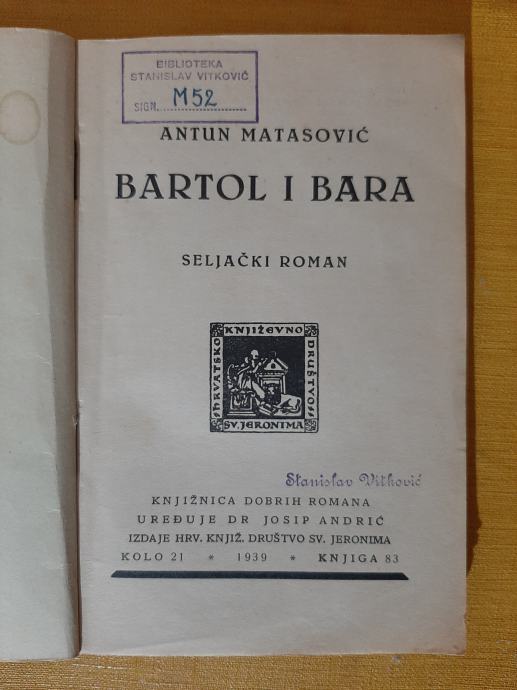 BIBLIOTEKA
STANISLAV VITKOVIĆ
SIGN. M52
ANTUN MATASOVIĆ
BARTOL I BARA
SELJAČKI ROMAN
HRVATSKO KNJIŽEVNO DRUŠTVO
SV. JERONIMA
Stanislav Vitković
KNJIŽNICA DOBRIH ROMANA
UREĐUJE DR JOSIP ANDRIĆ
IZDAJE HRV. KNJIŽ. DRUŠTVO SV. JERONIMA
KOLO 21 * 1939 * KNJIGA 83